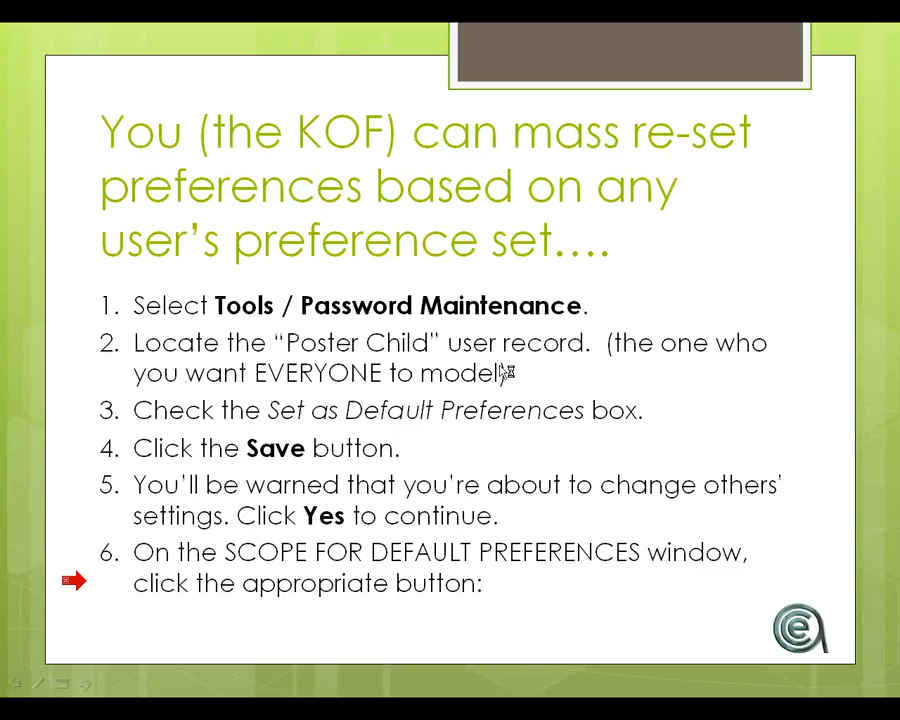 You (the KOF) can mass re-set
preferences based on any
user's preference set....
1. Select Tools / Password Maintenance.
2. Locate the “Poster Child” user record. (the one who
you want EVERYONE to model)
3. Check the Set as Default Preferences box.
4. Click the Save button.
5. You'll be warned that you're about to change others'
settings. Click Yes to continue.
6. On the SCOPE FOR DEFAULT PREFERENCES window,
click the appropriate button: